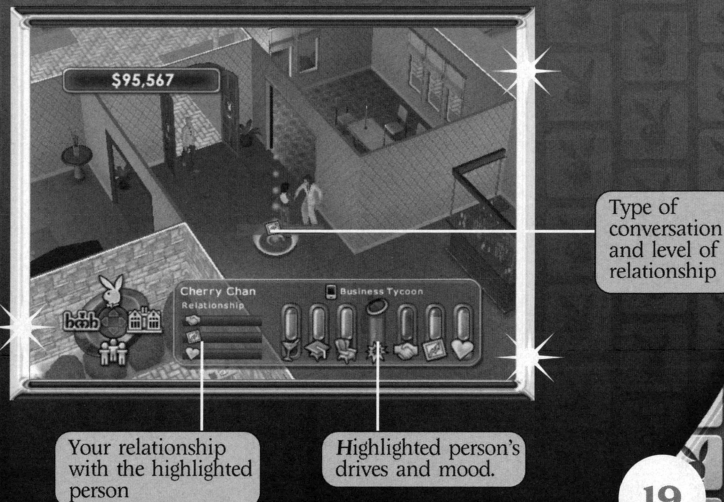 $95,567
Type of
conversation
and level of
relationship
Cherry Chan
Business Tycoon
Relationship
Your relationship
with the highlighted
person
Highlighted person's
drives and mood.
19